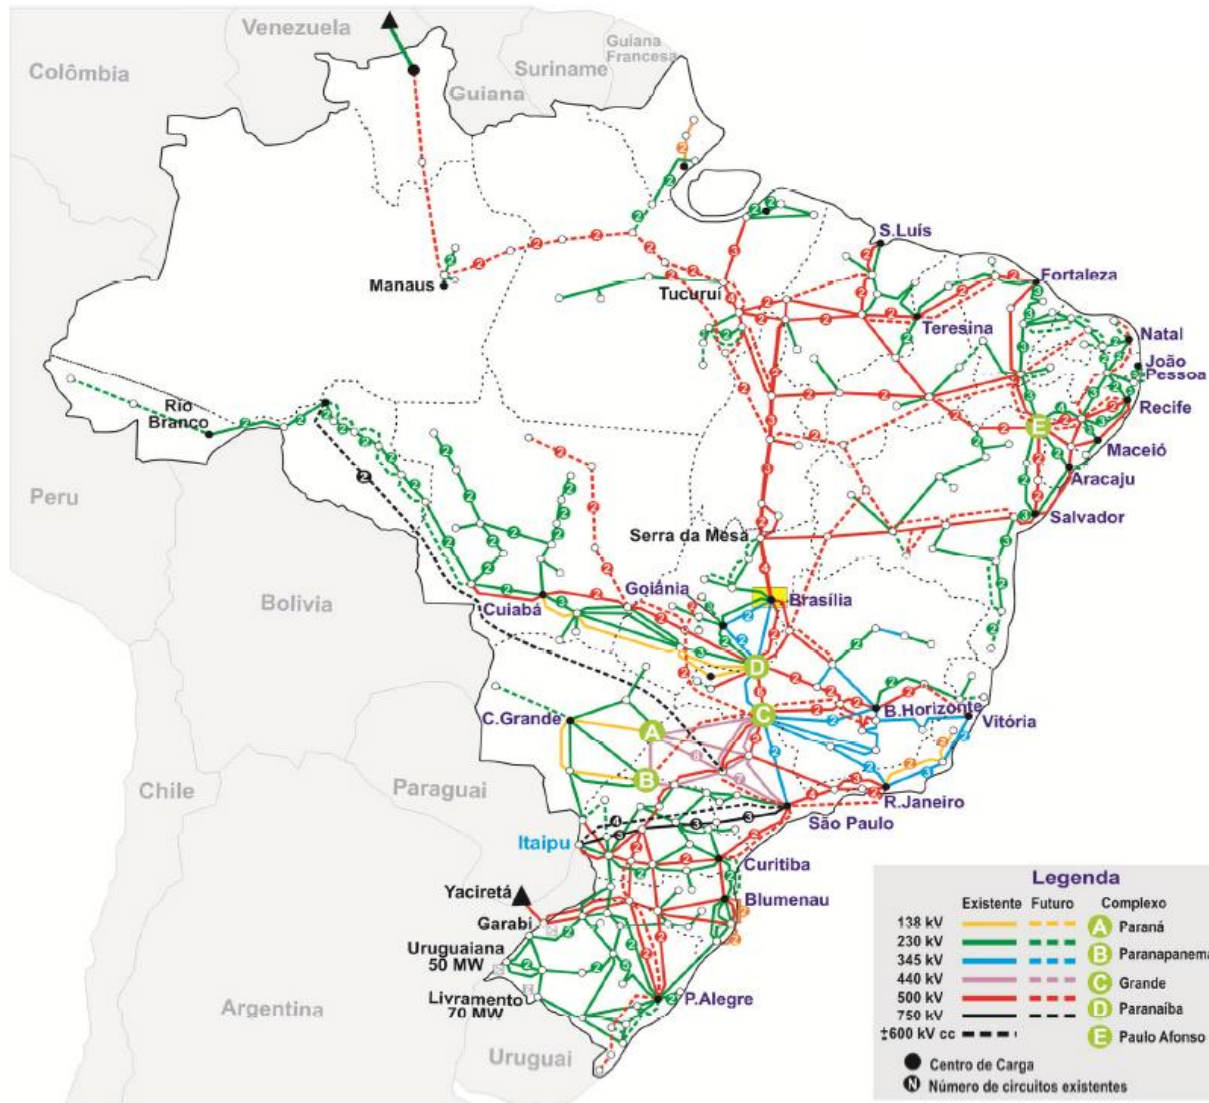 Venezuela
Guiana
Francesa
Colômbia
Suriname
Guiana
S.Luís
Manaus
Tucuruí
Fortaleza
Teresina
Natal
João
Pessoa
Rio
Branco
Recife
E
Maceió
Aracaju
Peru
Salvador
Serra da Mesa
Bolivia
Goiânia
Cuiabá
Brasília
D
C.Grande
A
C
B.Horizonte
Vitória
B
Chile
Paraguai
R.Janeiro
São Paulo
Itaipu
Curitiba
Yaciretá
Blumenau
Garabi
Uruguaiana
50 MW
Livramento
70 MW
P.Alegre
Argentina
Uruguai
Legenda
Existente Futuro Complexo
138 kV A Paraná
230 kV B Paranapanema
345 kV C Grande
440 kV
500 kV D Paranaíba
750 kV
±600 kV cc E Paulo Afonso
Centro de Carga
N Número de circuitos existentes